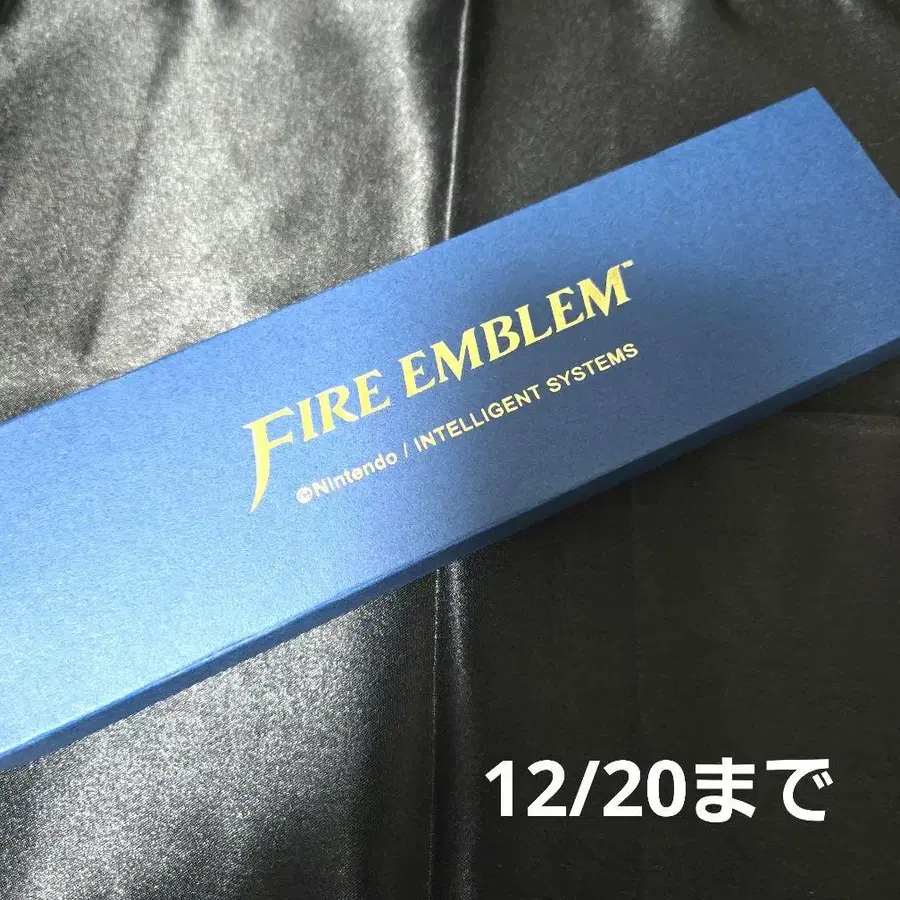 FIRE EMBLEM™
©Nintendo / INTELLIGENT SYSTEMS
12/20まで